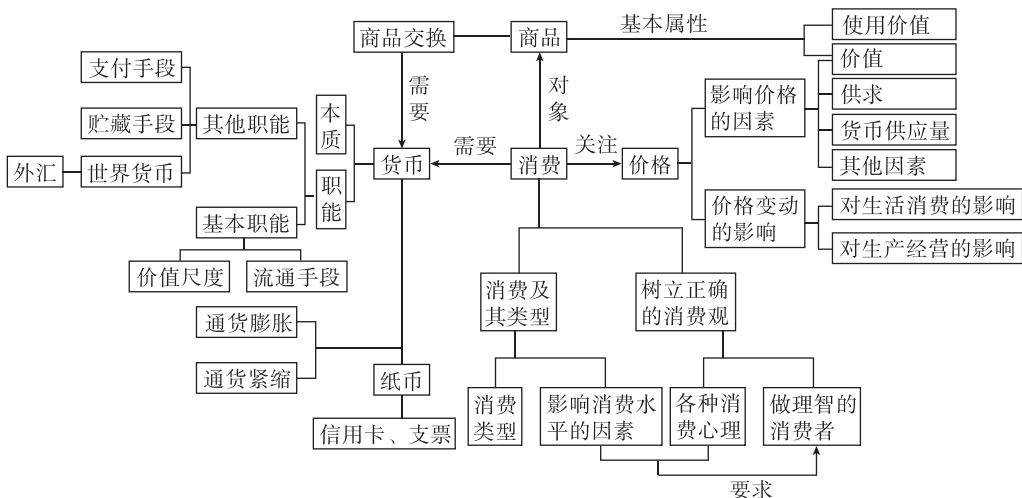 商品交换
商品
基本属性
使用价值
价值
支付手段
贮藏手段
外汇
世界货币
其他职能
基本职能
价值尺度
流通手段
本
质
职
能
需
要
货币
需要
对
象
消费
关注
价格
影响价格
的因素
供求
货币供应量
其他因素
价格变动
的影响
对生活消费的影响
对生产经营的影响
通货膨胀
通货紧缩
纸币
信用卡、支票
消费及
其类型
树立正确
的消费观
消费
类型
影响消费水
平的因素
各种消
费心理
做理智的
消费者
要求